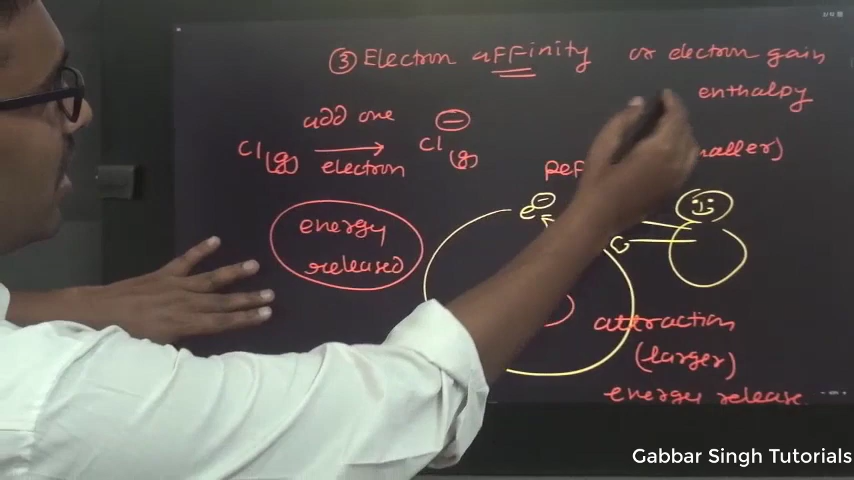 ③ Electron affinity or electron gain
enthalpy
add one
Cl(g) → Cl⊖(g)
electron
energy
released
e⊖
attraction
(larger)
energy release
Gabbar Singh Tutorials